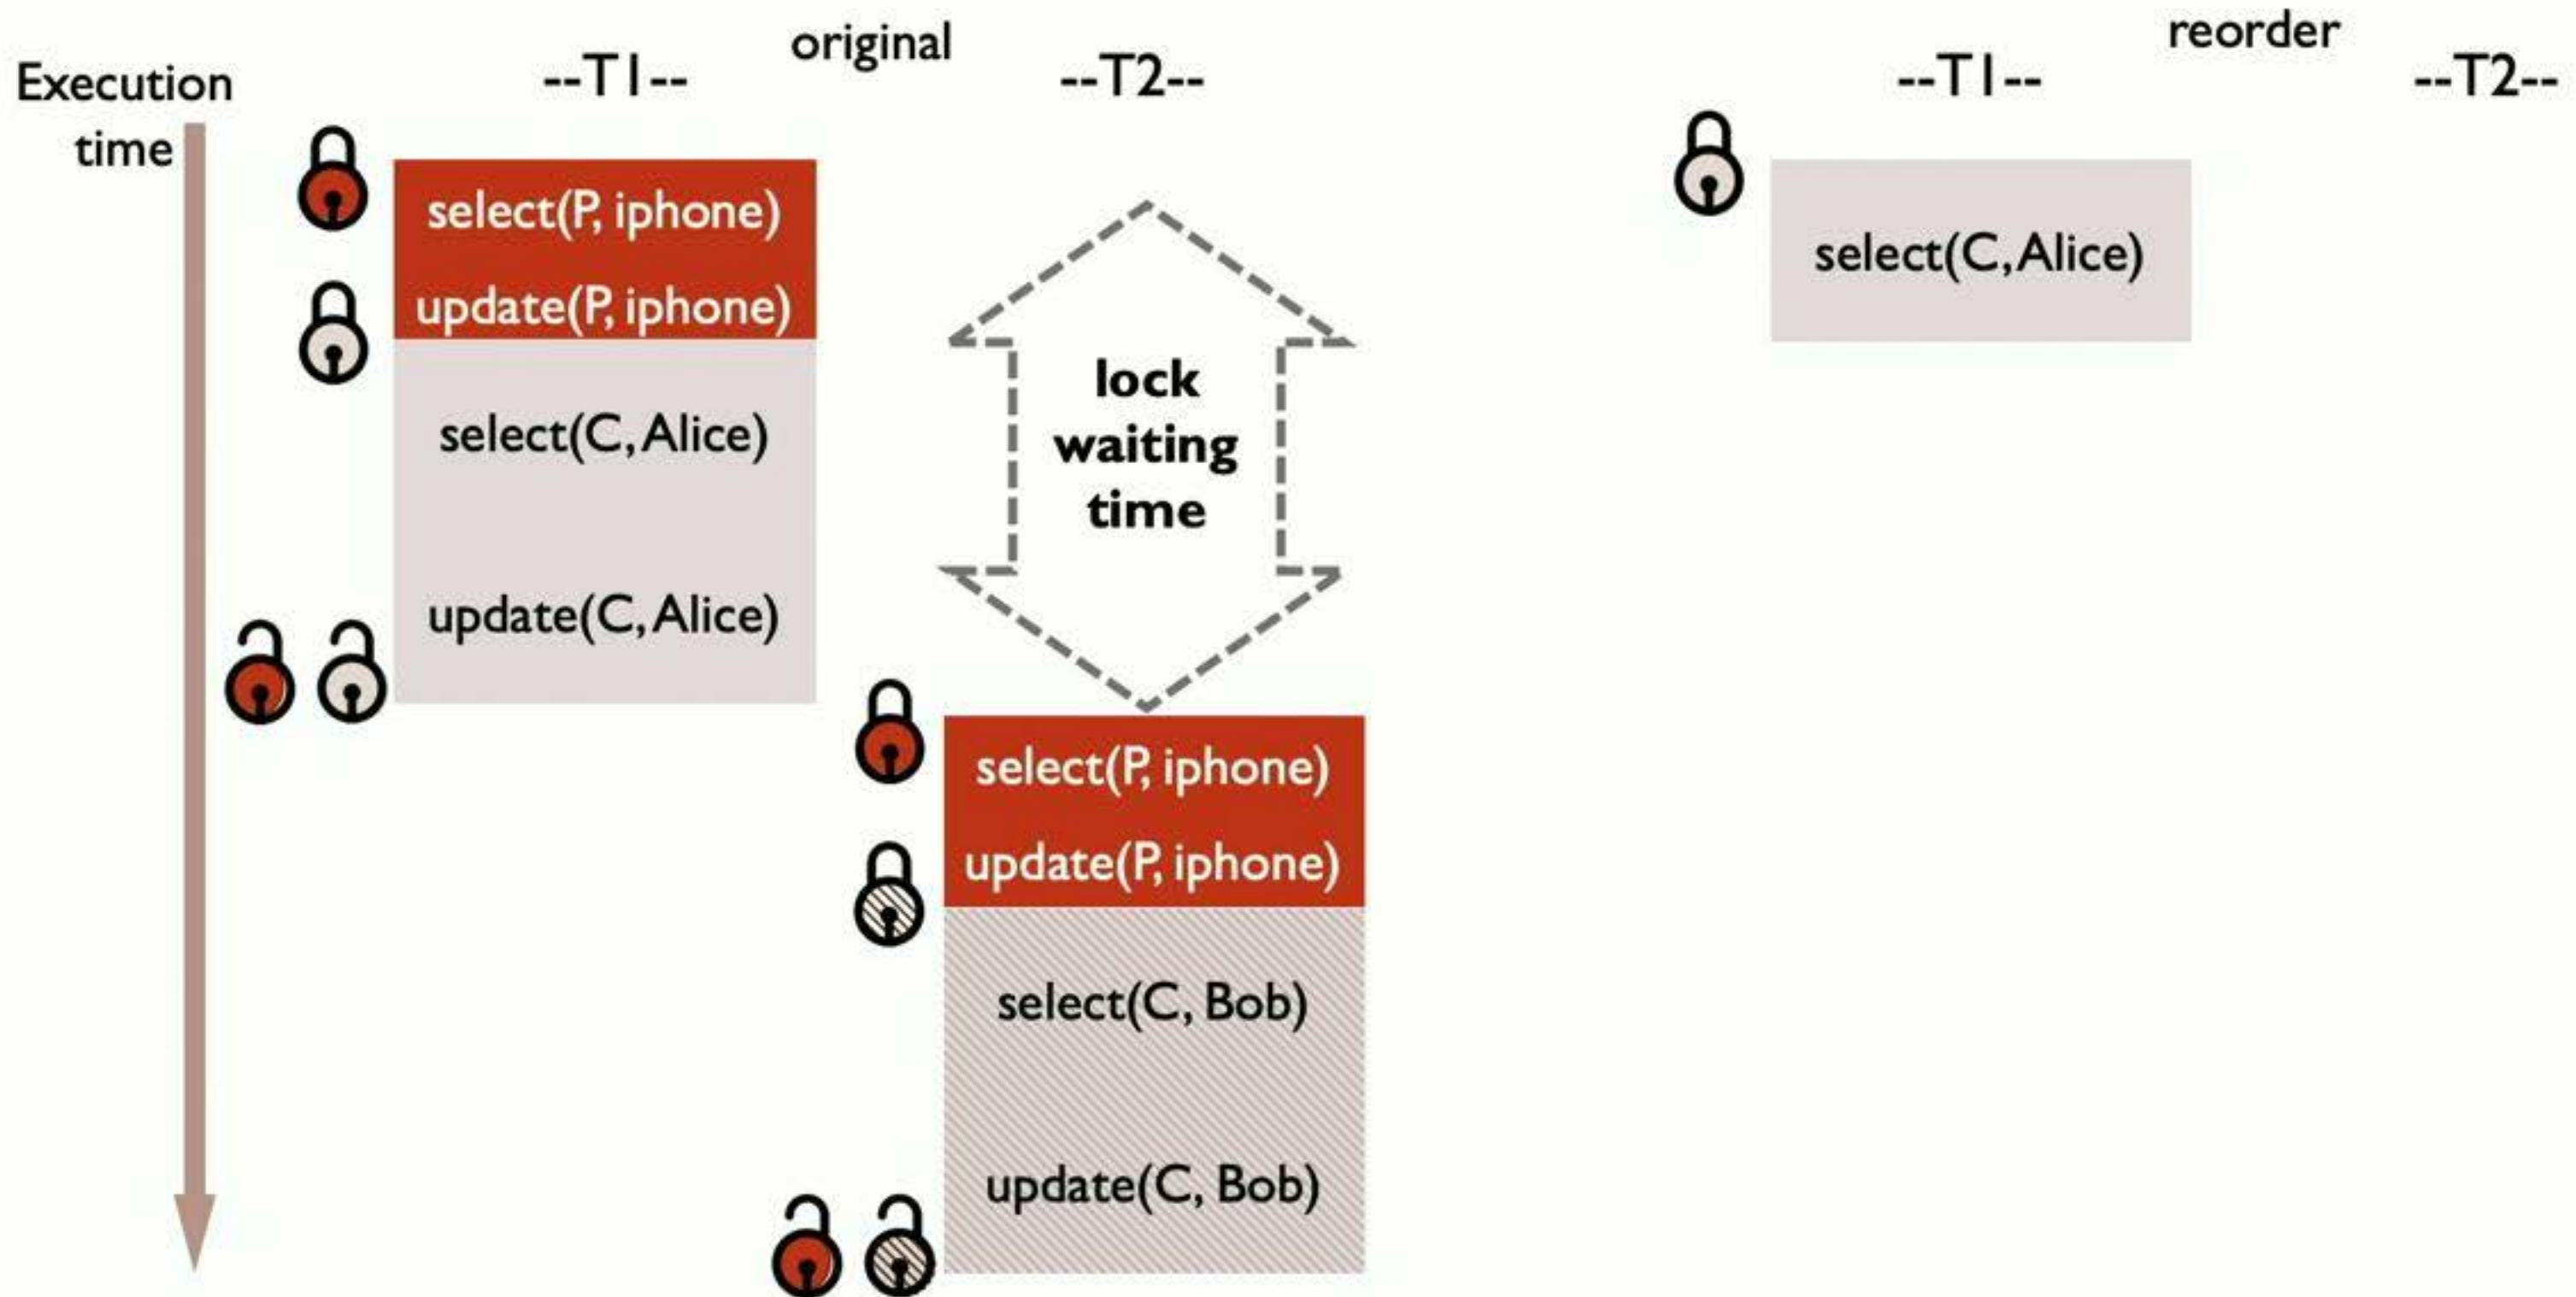 original
reorder
Execution
time
--T1--
--T2--
--T1--
--T2--
select(P, iphone)
update(P, iphone)
select(C, Alice)
update(C, Alice)
lock
waiting
time
select(P, iphone)
update(P, iphone)
select(C, Bob)
update(C, Bob)
select(C, Alice)